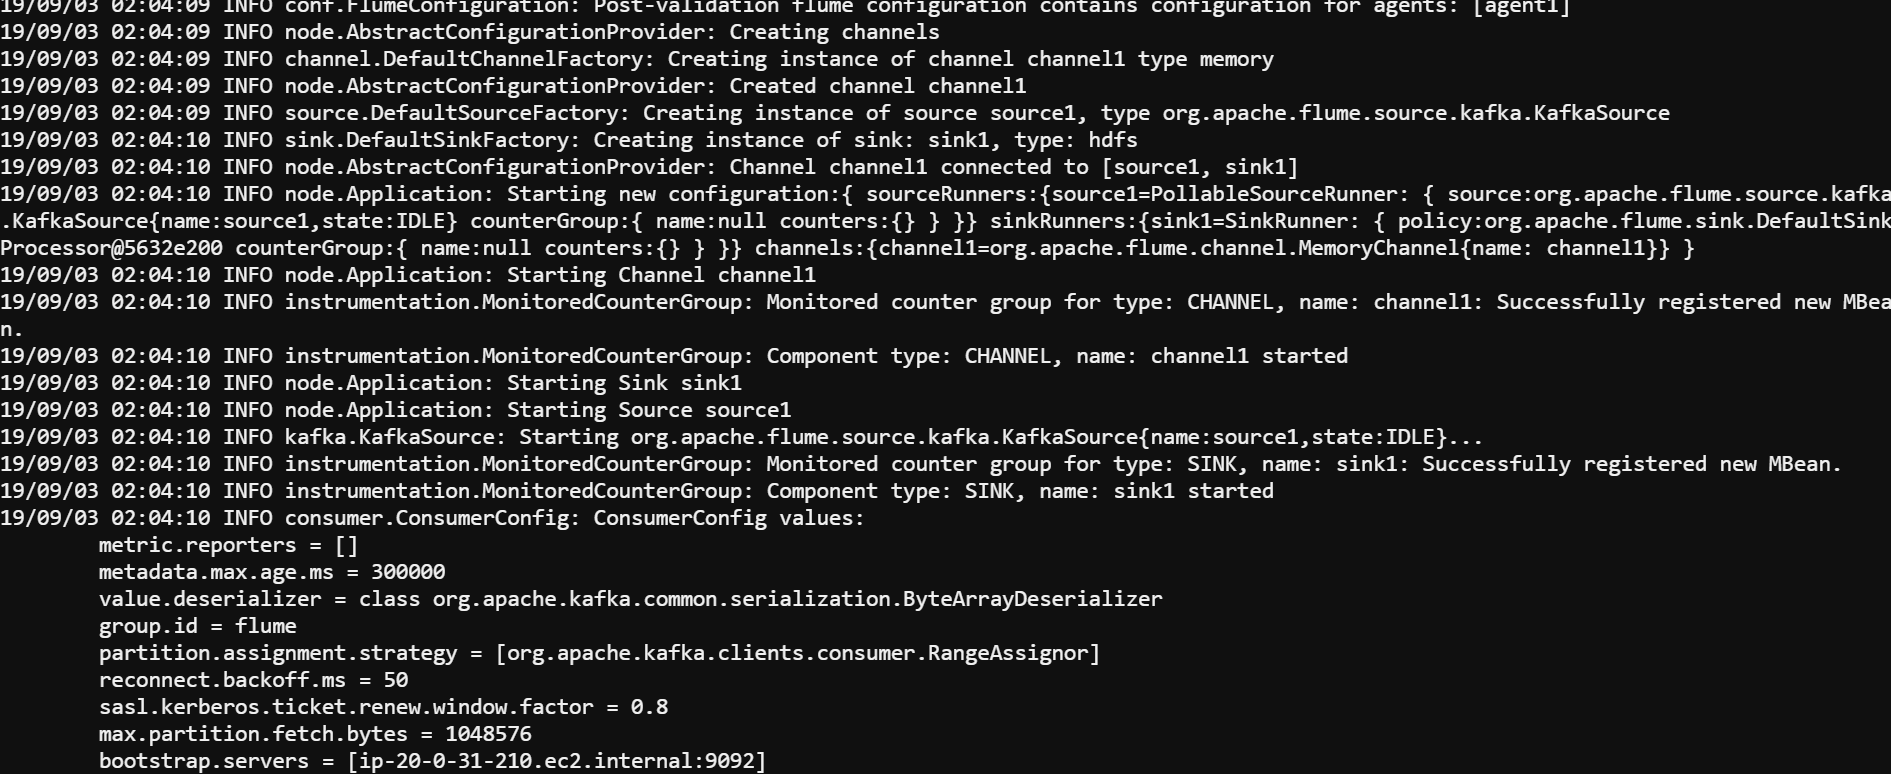 19/09/03 02:04:09 INFO conf.FlumeConfiguration: Post-validation flume configuration contains configuration for agents: [agent1]
19/09/03 02:04:09 INFO node.AbstractConfigurationProvider: Creating channels
19/09/03 02:04:09 INFO channel.DefaultChannelFactory: Creating instance of channel channel1 type memory
19/09/03 02:04:09 INFO node.AbstractConfigurationProvider: Created channel channel1
19/09/03 02:04:09 INFO source.DefaultSourceFactory: Creating instance of source source1, type org.apache.flume.source.kafka.KafkaSource
19/09/03 02:04:10 INFO sink.DefaultSinkFactory: Creating instance of sink: sink1, type: hdfs
19/09/03 02:04:10 INFO node.AbstractConfigurationProvider: Channel channel1 connected to [source1, sink1]
19/09/03 02:04:10 INFO node.Application: Starting new configuration:{ sourceRunners:{source1=PollableSourceRunner: { source:org.apache.flume.source.kafka
.KafkaSource{name:source1,state:IDLE} counterGroup:{ name:null counters:{} } }} sinkRunners:{sink1=SinkRunner: { policy:org.apache.flume.sink.DefaultSink
Processor@5632e200 counterGroup:{ name:null counters:{} } }} channels:{channel1=org.apache.flume.channel.MemoryChannel{name: channel1}} }
19/09/03 02:04:10 INFO node.Application: Starting Channel channel1
19/09/03 02:04:10 INFO instrumentation.MonitoredCounterGroup: Monitored counter group for type: CHANNEL, name: channel1: Successfully registered new MBea
n.
19/09/03 02:04:10 INFO instrumentation.MonitoredCounterGroup: Component type: CHANNEL, name: channel1 started
19/09/03 02:04:10 INFO node.Application: Starting Sink sink1
19/09/03 02:04:10 INFO node.Application: Starting Source source1
19/09/03 02:04:10 INFO kafka.KafkaSource: Starting org.apache.flume.source.kafka.KafkaSource{name:source1,state:IDLE}...
19/09/03 02:04:10 INFO instrumentation.MonitoredCounterGroup: Monitored counter group for type: SINK, name: sink1: Successfully registered new MBean.
19/09/03 02:04:10 INFO instrumentation.MonitoredCounterGroup: Component type: SINK, name: sink1 started
19/09/03 02:04:10 INFO consumer.ConsumerConfig: ConsumerConfig values:
metric.reporters = []
metadata.max.age.ms = 300000
value.deserializer = class org.apache.kafka.common.serialization.ByteArrayDeserializer
group.id = flume
partition.assignment.strategy = [org.apache.kafka.clients.consumer.RangeAssignor]
reconnect.backoff.ms = 50
sasl.kerberos.ticket.renew.window.factor = 0.8
max.partition.fetch.bytes = 1048576
bootstrap.servers = [ip-20-0-31-210.ec2.internal:9092]